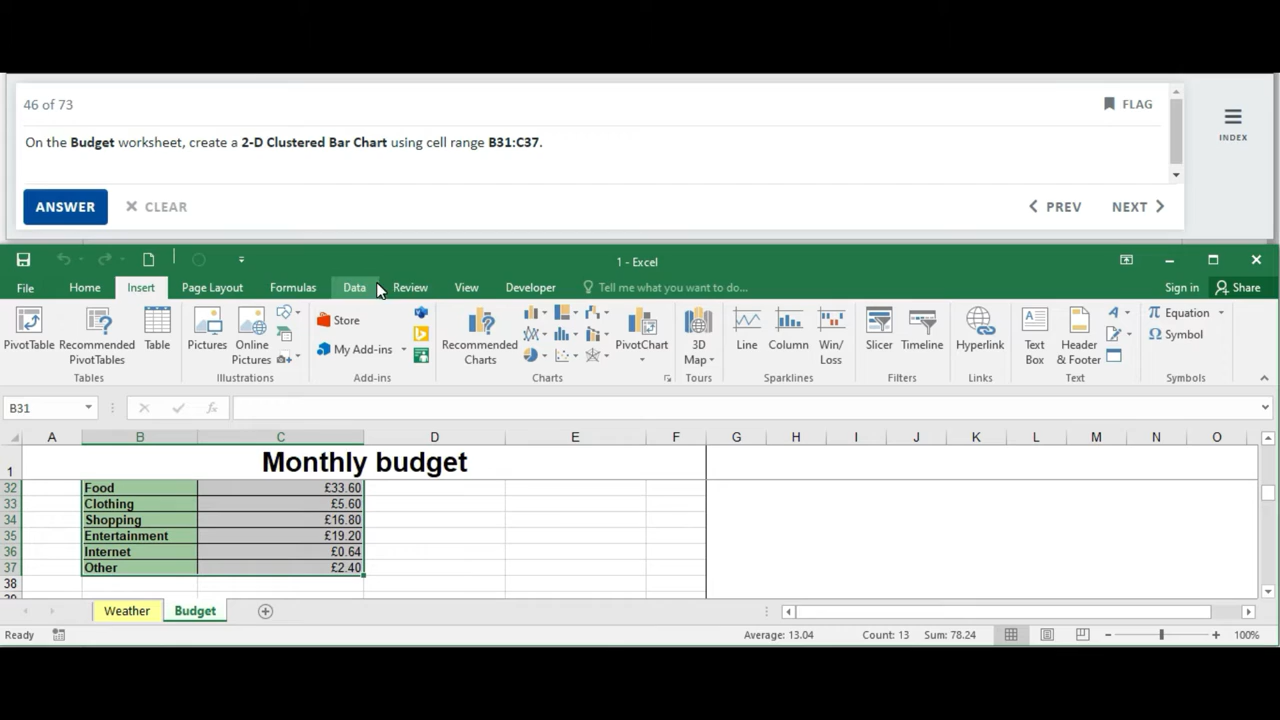 46 of 73
FLAG
INDEX
On the Budget worksheet, create a 2-D Clustered Bar Chart using cell range B31:C37.
ANSWER
CLEAR
PREV
NEXT
1 - Excel
File Home Insert Page Layout Formulas Data Review View Developer Tell me what you want to do... Sign in Share
PivotTable
Recommended PivotTables
Table
Tables
Pictures
Online Pictures
Illustrations
Store
My Add-ins
Add-ins
Recommended Charts
PivotChart
Charts
3D Map
Tours
Line
Column
Win/ Loss
Sparklines
Slicer
Timeline
Filters
Hyperlink
Links
Text Box
Header & Footer
Text
Equation
Symbol
Symbols
B31
fx
A B C D E F G H I J K L M N O
1 Monthly budget
32 Food £33.60
33 Clothing £5.60
34 Shopping £16.80
35 Entertainment £19.20
36 Internet £0.64
37 Other £2.40
38
Weather Budget
Ready Average: 13.04 Count: 13 Sum: 78.24 100%